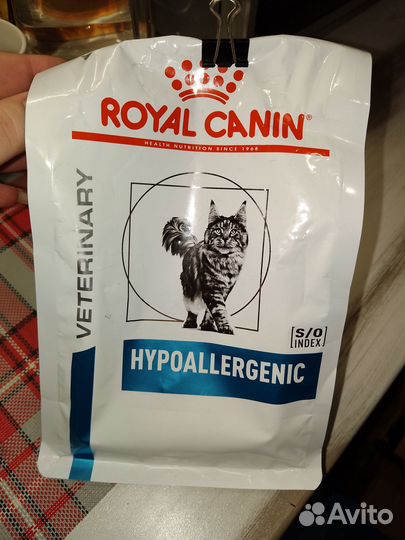 ROYAL CANIN®
HEALTH NUTRITION SINCE 1968
VETERINARY
[S/O
INDEX]
HYPOALLERGENIC
Avito